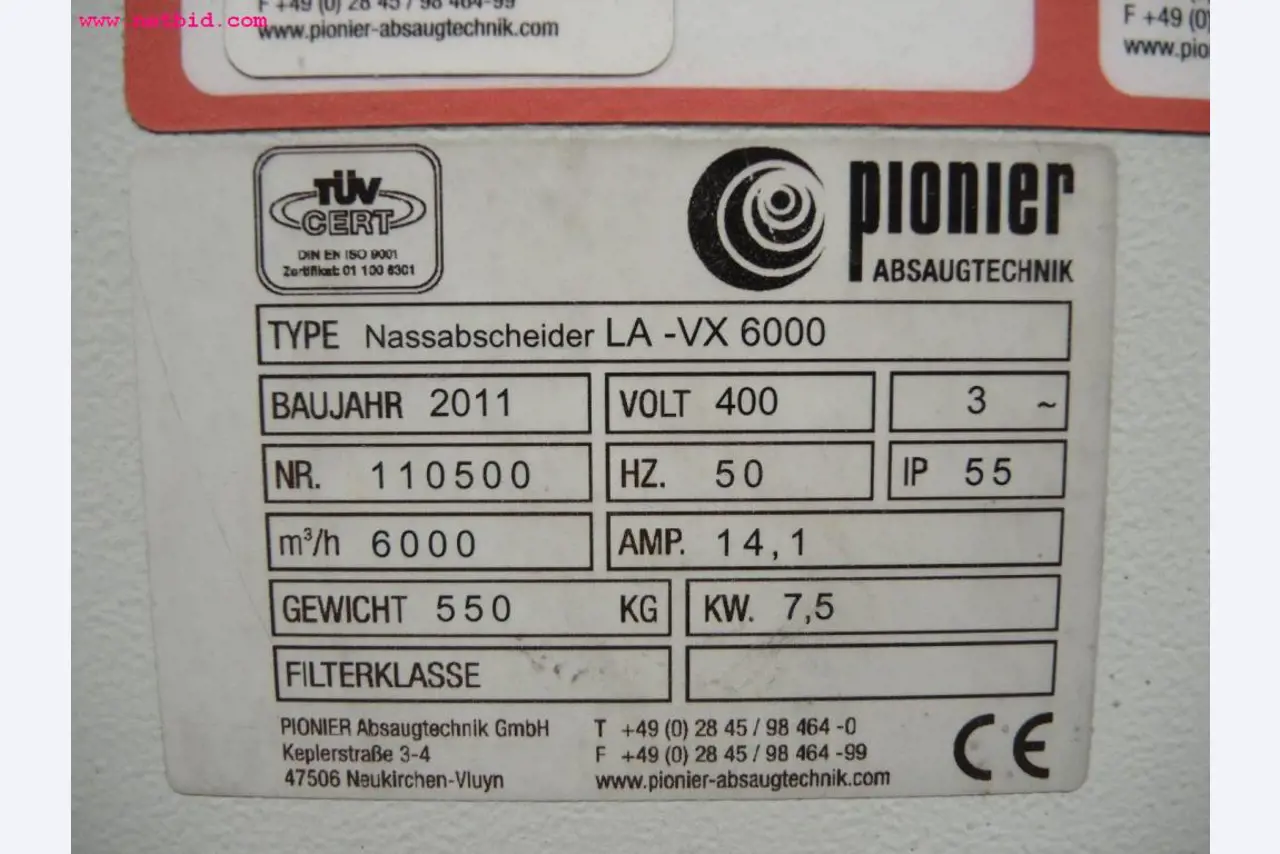 www.netbid.com
F +49 (0) 28 45 / 98 464-99
www.pionier-absaugtechnik.com
F +49 (0)
www.pio
TÜV
CERT
DIN EN ISO 9001
Zertifikat: 01 100 6301
pionier
ABSAUGTECHNIK
TYPE Nassabscheider LA -VX 6000
BAUJAHR 2011 VOLT 400 3 ~
NR. 110500 HZ. 50 IP 55
m³/h 6000 AMP. 14,1
GEWICHT 550 KG KW. 7,5
FILTERKLASSE
PIONIER Absaugtechnik GmbH T +49 (0) 28 45 / 98 464 -0
Keplerstraße 3-4 F +49 (0) 28 45 / 98 464 -99
47506 Neukirchen-Vluyn www.pionier-absaugtechnik.com
CE